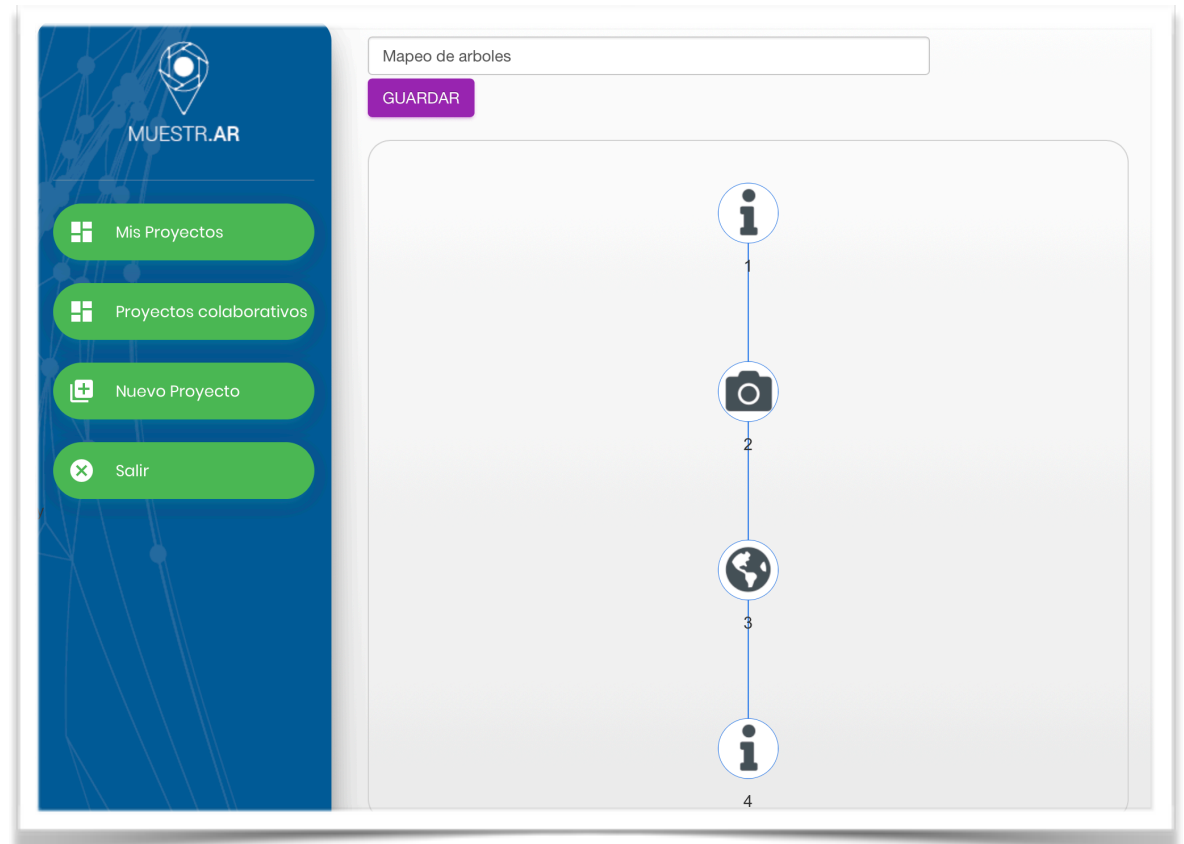 MUESTR.AR
Mis Proyectos
Proyectos colaborativos
Nuevo Proyecto
Salir
Mapeo de arboles
GUARDAR
1
2
3
4